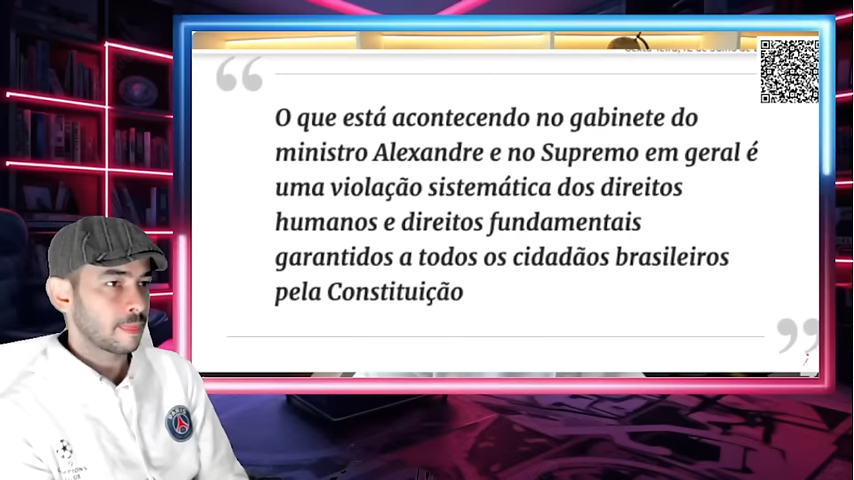 O que está acontecendo no gabinete do
ministro Alexandre e no Supremo em geral é
uma violação sistemática dos direitos
humanos e direitos fundamentais
garantidos a todos os cidadãos brasileiros
pela Constituição
PARIS